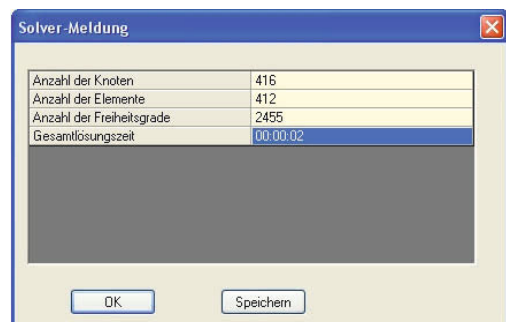 Solver-Meldung
Anzahl der Knoten 416
Anzahl der Elemente 412
Anzahl der Freiheitsgrade 2455
Gesamtlösungszeit 00:00:02
OK Speichern